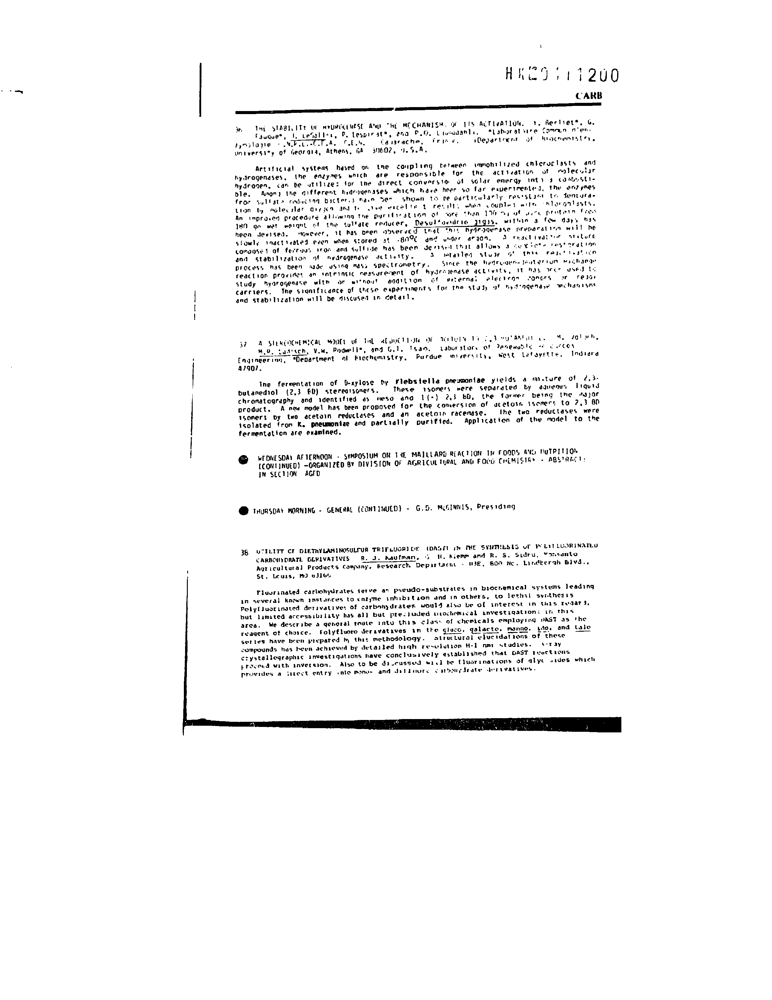 CARB
36 THE STABILITY OF HYDROGENASE AND THE MECHANISM OF ITS ACTIVATION. Berliet*, G.
Fauque*, J. LeGall*, P. Lespinat*, and P.O. *Laboratoire Commun
Department of Biochemistry,
University of Georgia, Athens, GA 30602, U.S.A.
Artificial systems based on the coupling between immobilized chloroplasts and
hydrogenases, the enzymes which are responsible for the activation of molecular
hydrogen, can be utilized for the direct conversion of solar energy into a combusti-
ble. Among the different hydrogenases which have been so far experimented, the enzymes
from sulfate reducing bacteria have been shown to be particularly resistant to denatura-
tion by molecular oxygen and to give excellent results when coupled with chloroplasts.
An improved procedure allowing the purification of more than 100 mg of pure protein from
180 gm wet weight of the sulfate reducer, Desulfovibrio gigas, within a few days has
been devised. However, it has been observed that this hydrogenase preparation will be
slowly inactivated even when stored at -80°C and under argon. A reactivation mixture
composed of ferrous iron and sulfide has been devised that allows a complete restoration
and stabilization of hydrogenase activity. A detailed study of this reactivation
process has been made using mass spectrometry. Since the hydrogen-deuterium exchange
reaction provides an intrinsic measurement of hydrogenase activity, it has been used to
study hydrogenase with or without addition of external electron donors or redox
carriers. The significance of these experiments for the study of hydrogenase mechanisms
and stabilization will be discused in detail.
37 A STEREOCHEMICAL MODEL OF THE REDUCTION OF ACETOIN TO 2,3 BUTANEDIOL.
M.R. Ladisch, V.W. Rodwell*, and G.T. Tsao. Laboratory of Renewable Resources
Engineering, *Department of Biochemistry, Purdue University, West Lafayette, Indiana
47907.
The fermentation of D-xylose by Klebsiella pneumoniae yields a mixture of 2,3-
butanediol (2,3 BD) stereoisomers. These isomers were separated by aqueous liquid
chromatography and identified as meso and l(-) 2,3 BD, the former being the major
product. A new model has been proposed for the conversion of acetoin isomers to 2,3 BD
isomers by two acetoin reductases and an acetoin racemase. The two reductases were
isolated from K. pneumoniae and partially purified. Application of the model to the
fermentation are examined.
WEDNESDAY AFTERNOON - SYMPOSIUM ON THE MAILLARD REACTION IN FOODS AND NUTRITION
(CONTINUED) -ORGANIZED BY DIVISION OF AGRICULTURAL AND FOOD CHEMISTRY - ABSTRACTS
IN SECTION AGFD
THURSDAY MORNING - GENERAL (CONTINUED) - G.D. McGINNIS, Presiding
38 UTILITY OF DIETHYLAMINOSULFUR TRIFLUORIDE (DAST) IN THE SYNTHESIS OF POLYFLUORINATED
CARBOHYDRATE DERIVATIVES. R. J. Kaufman, G. H. Klemm and R. S. Sidhu, Monsanto
Agricultural Products Company, Research Department - 800 No. Lindbergh Blvd.,
St. Louis, MO 63166
Fluorinated carbohydrates serve as pseudo-substrates in biochemical systems leading
in several known instances to enzyme inhibition and in others, to lethal synthesis
Polyfluorinated derivatives of carbohydrates would also be of interest in this regard,
but limited accessibility has all but precluded biochemical investigations in this
area. We describe a general route into this class of chemicals employing DAST as the
reagent of choice. Polyfluoro derivatives in the gluco, galacto, manno, ido, and talo
series have been prepared by this methodology. Structural elucidations of these
compounds has been achieved by detailed high resolution H-1 nmr studies. X-ray
crystallographic investigations have conclusively established that DAST reactions
proceed with inversion. Also to be discussed will be fluorinations of glycosides which
provides a direct entry into mono- and difluoro carbohydrate derivatives.